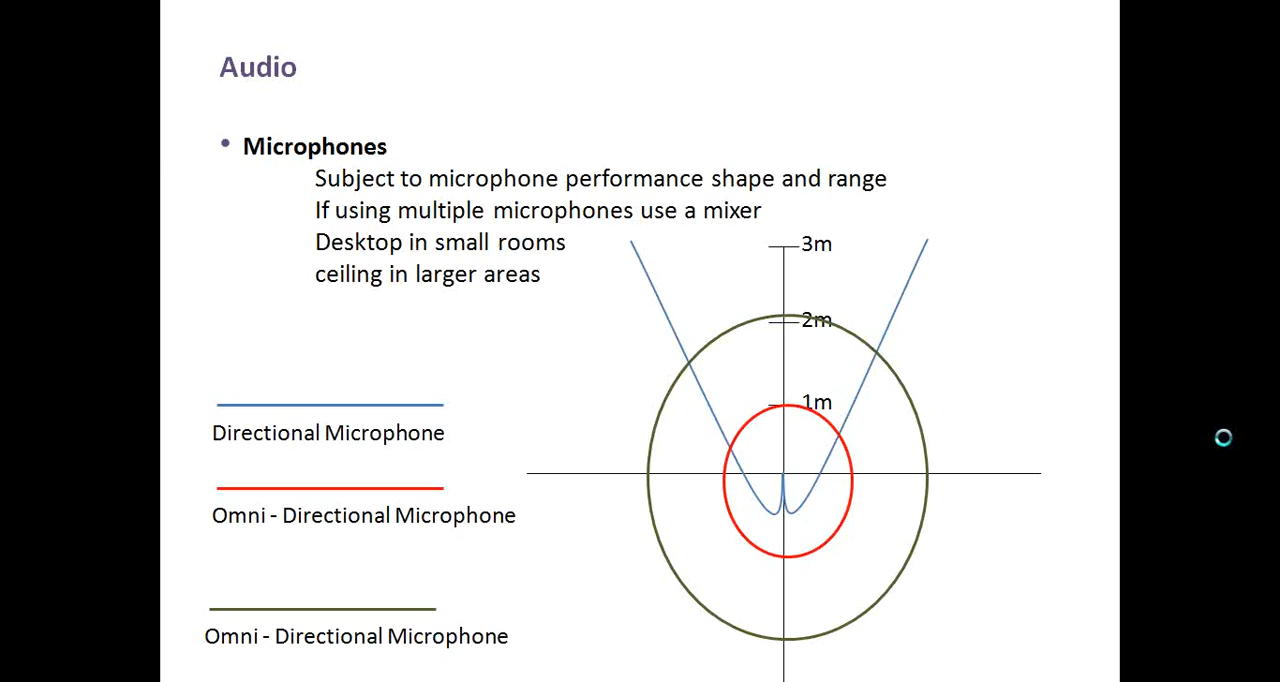 Audio
Microphones
Subject to microphone performance shape and range
If using multiple microphones use a mixer
Desktop in small rooms
ceiling in larger areas
3m
2m
1m
Directional Microphone
Omni - Directional Microphone
Omni - Directional Microphone